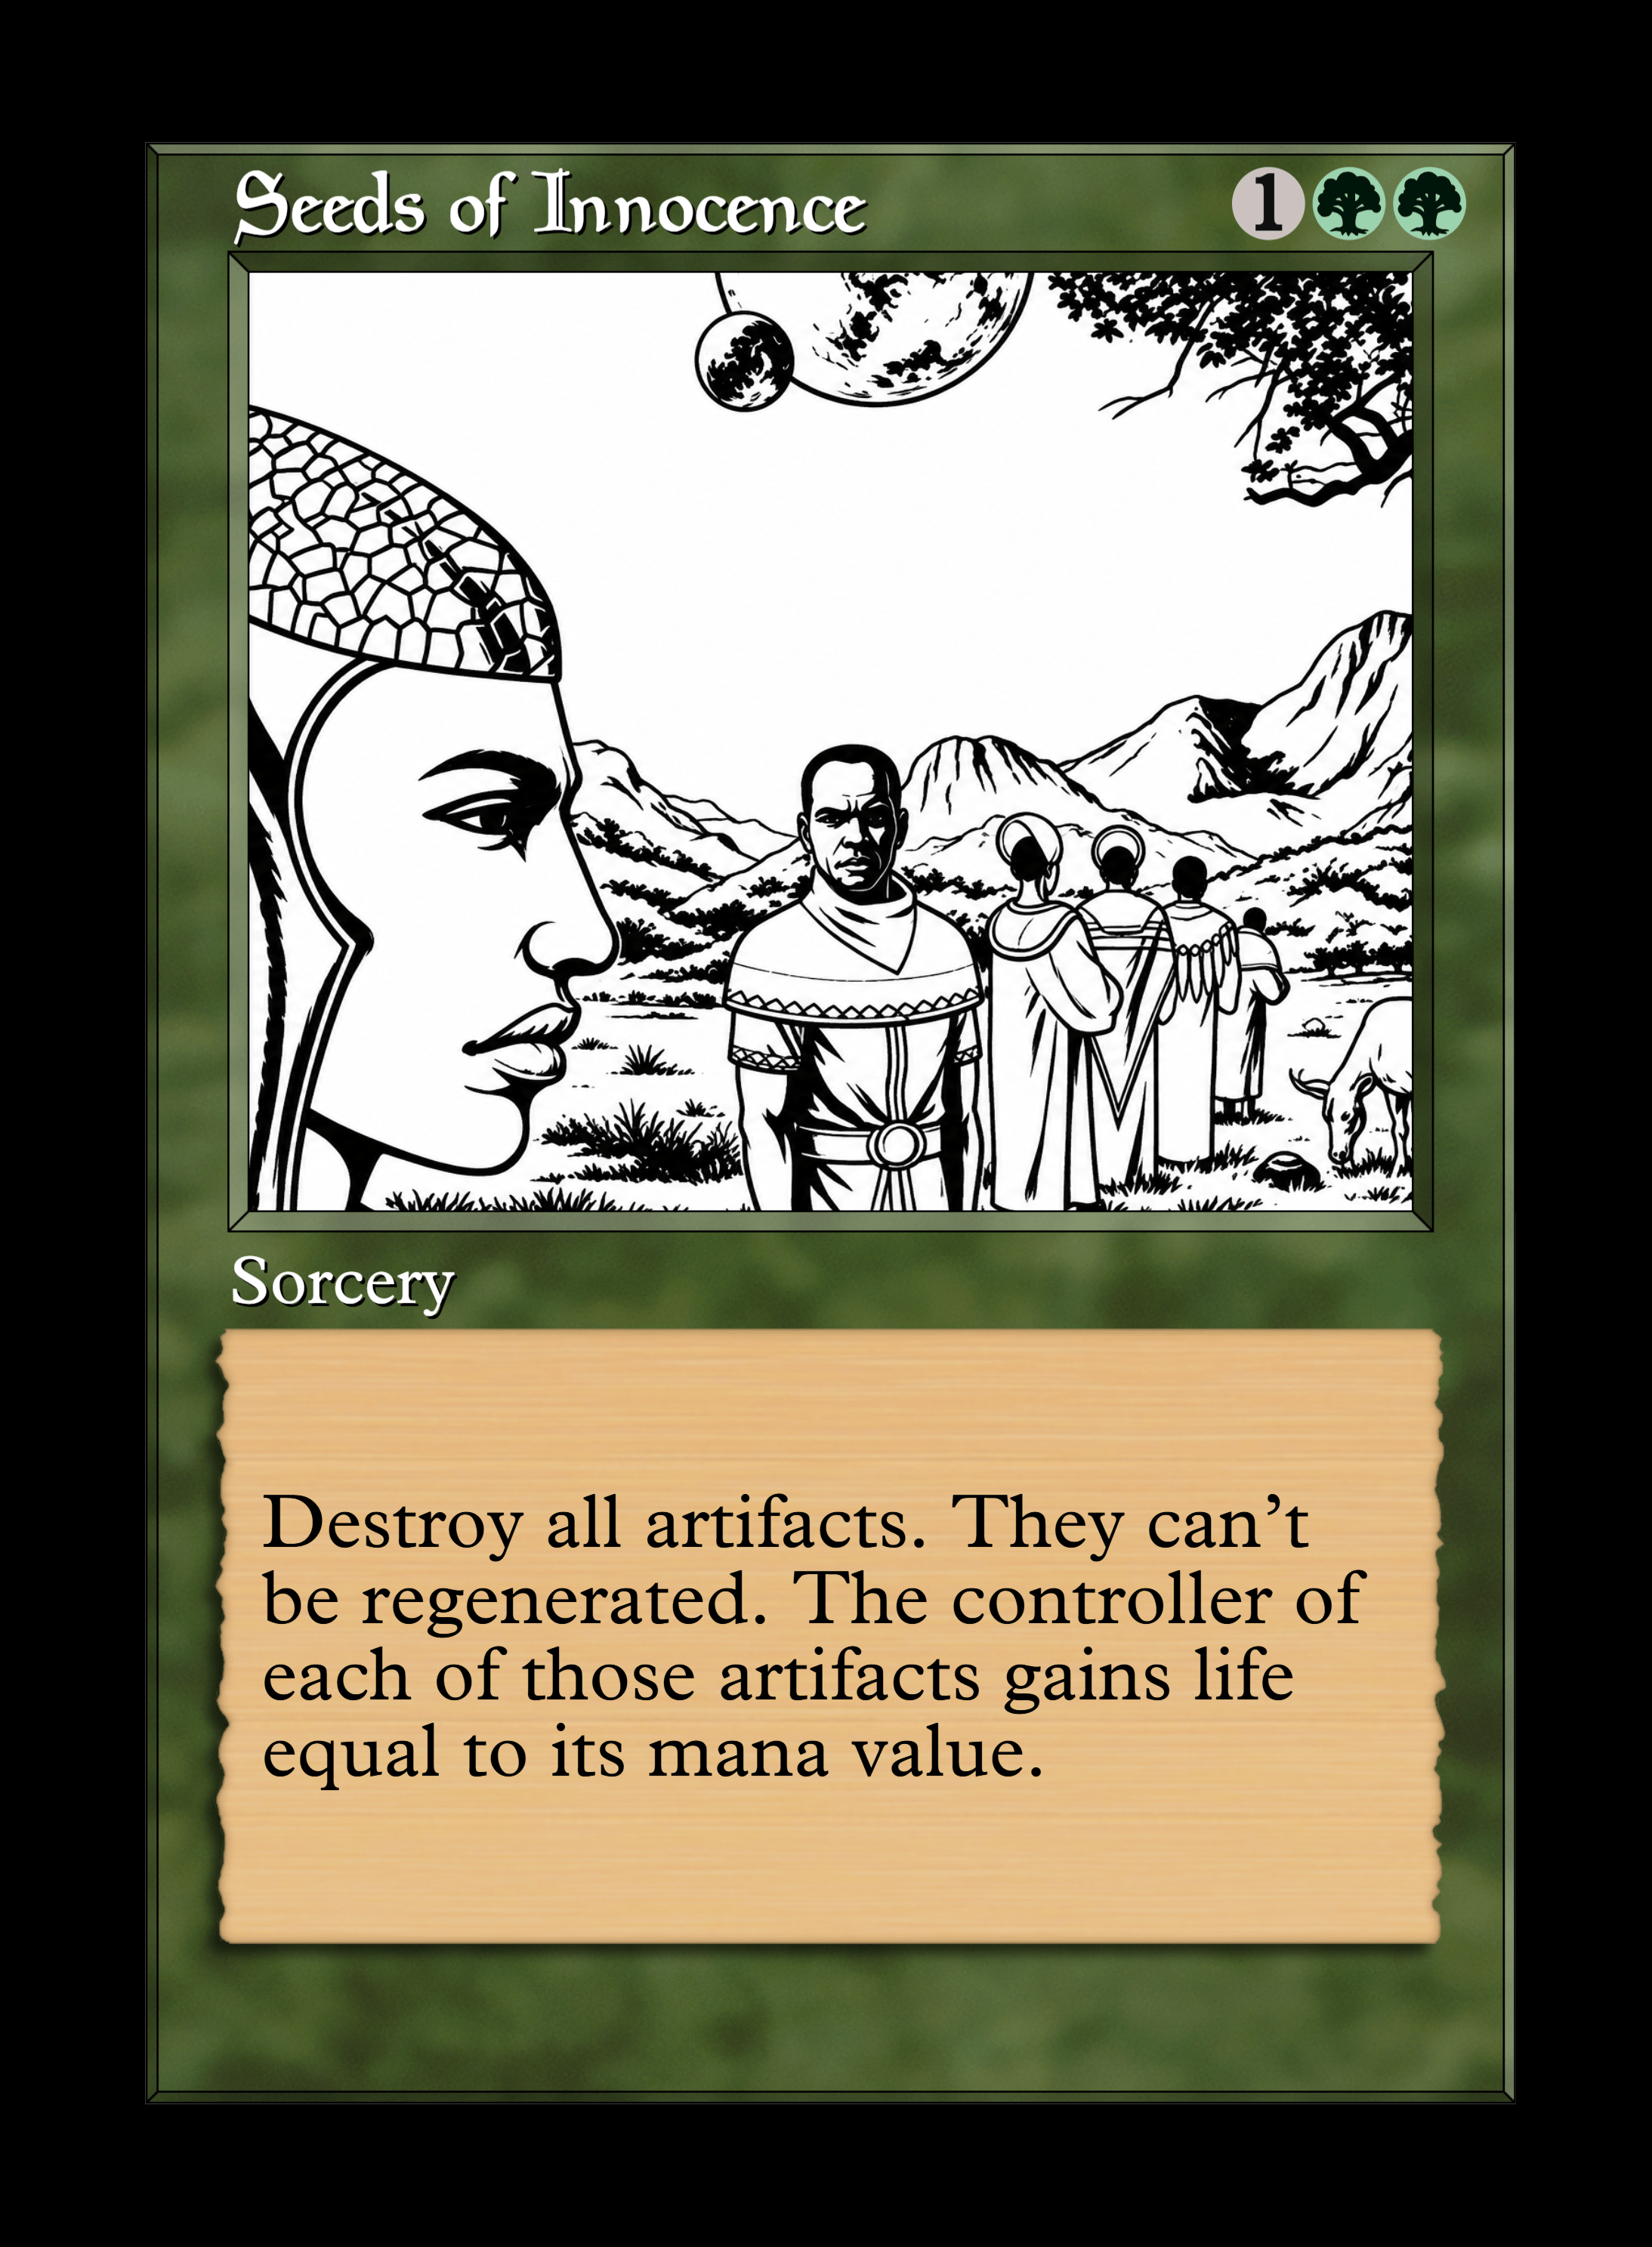 Seeds of Innocence 1
Sorcery
Destroy all artifacts. They can’t
be regenerated. The controller of
each of those artifacts gains life
equal to its mana value.